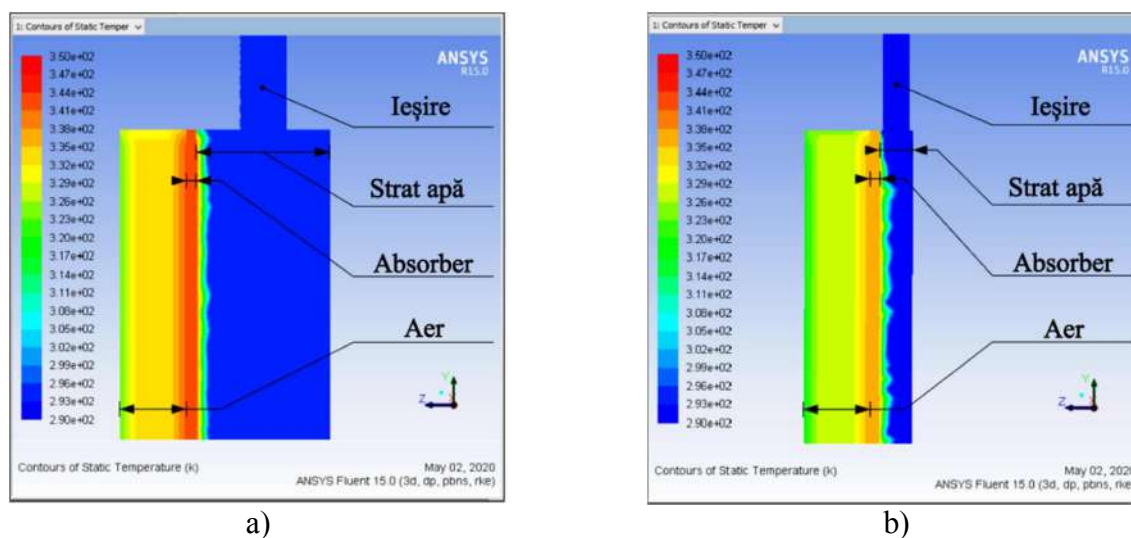 1: Contours of Static Temper
ANSYS
R15.0
3.50e+02
3.47e+02
3.44e+02
3.41e+02
3.38e+02
3.35e+02
3.32e+02
3.29e+02
3.26e+02
3.23e+02
3.20e+02
3.17e+02
3.14e+02
3.11e+02
3.08e+02
3.05e+02
3.02e+02
2.99e+02
2.96e+02
2.93e+02
2.90e+02
Ieșire
Strat apă
Absorber
Aer
Y
Z
Contours of Static Temperature (k)
May 02, 2020
ANSYS Fluent 15.0 (3d, dp, pbns, rke)
a)
1: Contours of Static Temper
ANSYS
R15.0
3.50e+02
3.47e+02
3.44e+02
3.41e+02
3.38e+02
3.35e+02
3.32e+02
3.29e+02
3.26e+02
3.23e+02
3.20e+02
3.17e+02
3.14e+02
3.11e+02
3.08e+02
3.05e+02
3.02e+02
2.99e+02
2.96e+02
2.93e+02
2.90e+02
Ieșire
Strat apă
Absorber
Aer
Y
Z
Contours of Static Temperature (k)
May 02, 2020
ANSYS Fluent 15.0 (3d, dp, pbns, rke
b)